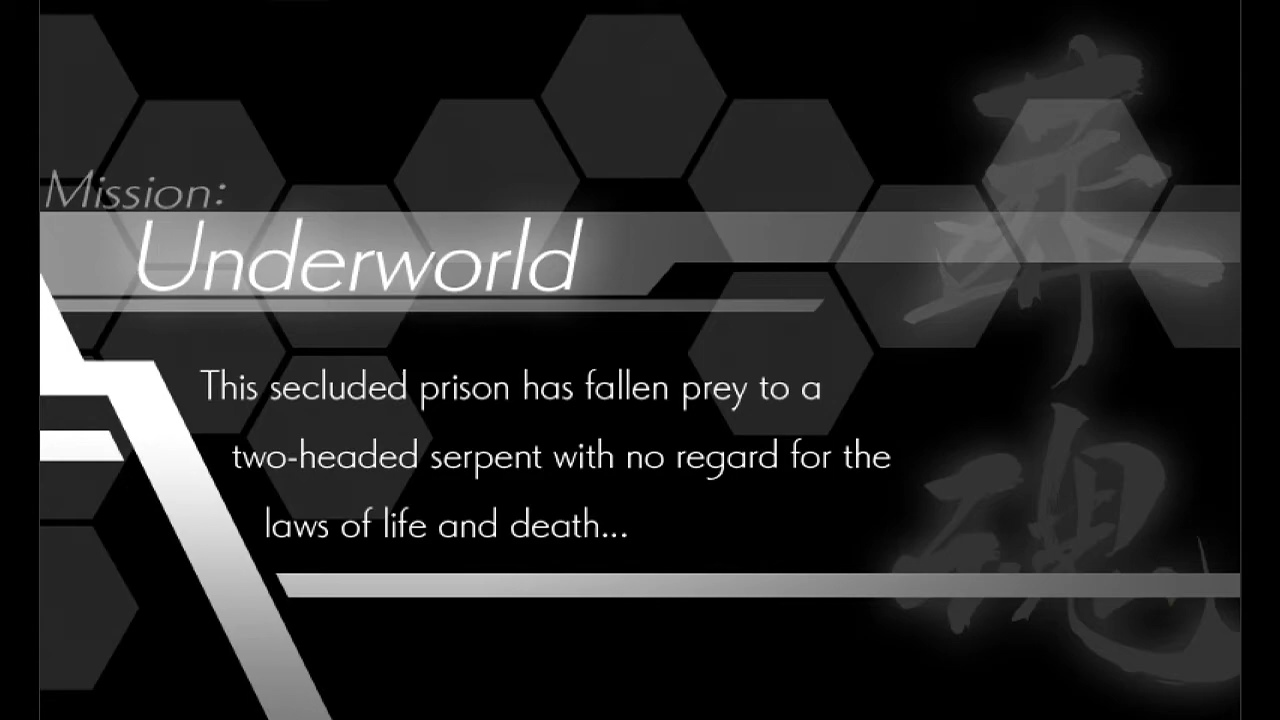 Mission:
Underworld
This secluded prison has fallen prey to a
two-headed serpent with no regard for the
laws of life and death...